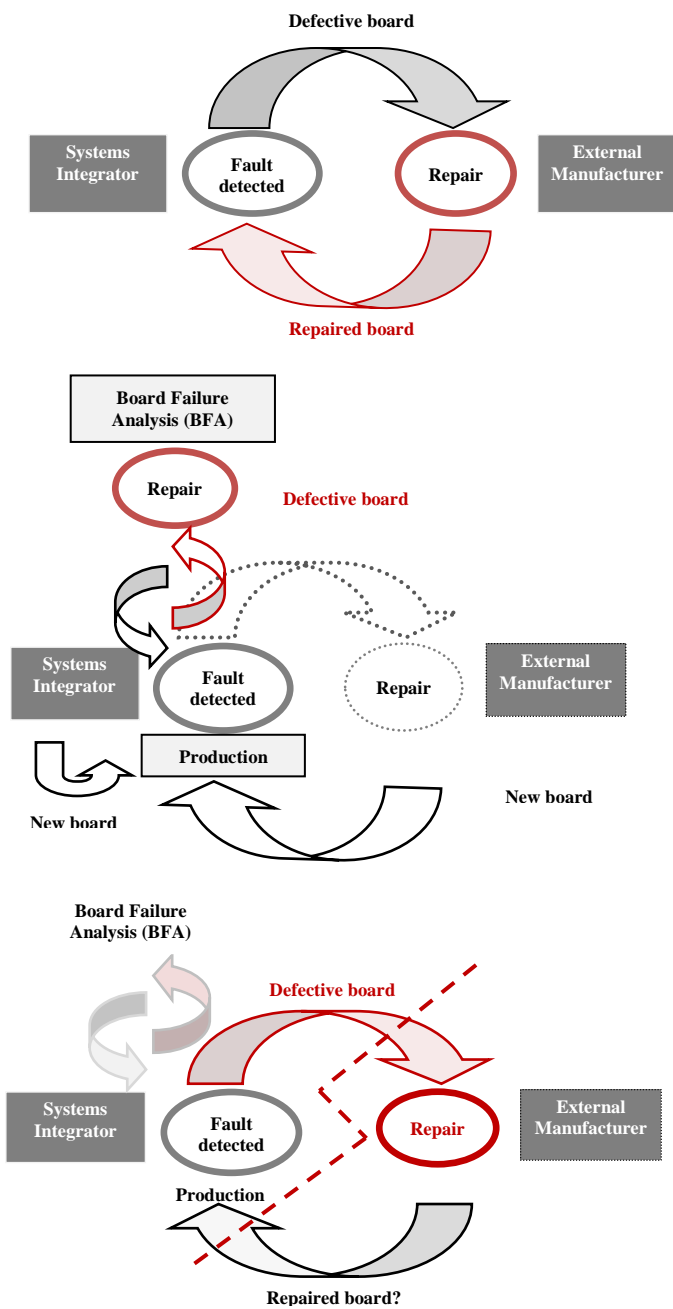 Defective board
Systems
Integrator
Fault
detected
Repair
External
Manufacturer
Repaired board
Board Failure
Analysis (BFA)
Repair
Defective board
Systems
Integrator
Fault
detected
Repair
External
Manufacturer
Production
New board
New board
Board Failure
Analysis (BFA)
Defective board
Systems
Integrator
Fault
detected
Repair
External
Manufacturer
Production
Repaired board?